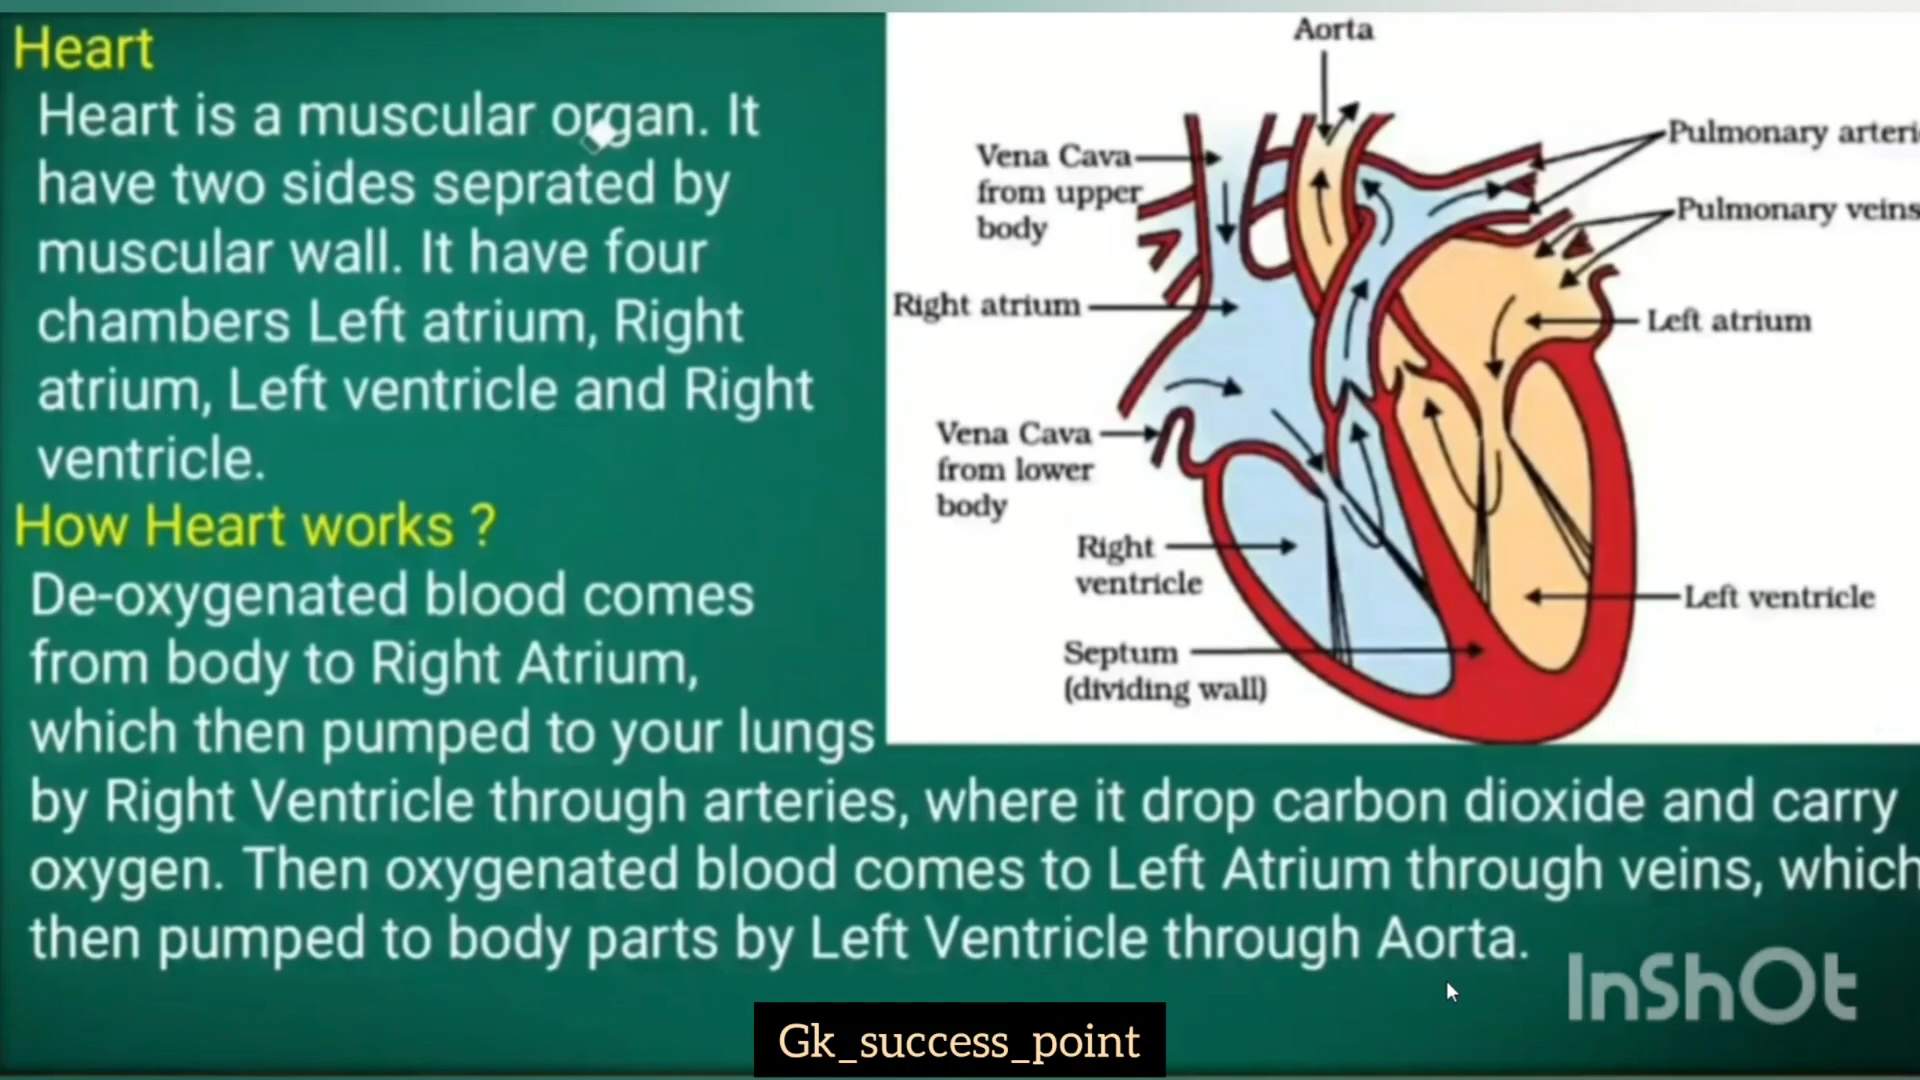 Heart
Heart is a muscular organ. It
have two sides seprated by
muscular wall. It have four
chambers Left atrium, Right
atrium, Left ventricle and Right
ventricle.
How Heart works ?
De-oxygenated blood comes
from body to Right Atrium,
which then pumped to your lungs
by Right Ventricle through arteries, where it drop carbon dioxide and carry
oxygen. Then oxygenated blood comes to Left Atrium through veins, which
then pumped to body parts by Left Ventricle through Aorta.
Aorta
Vena Cava
from upper
body
Right atrium
Vena Cava
from lower
body
Right
ventricle
Septum
(dividing wall)
Pulmonary arteri
Pulmonary veins
Left atrium
Left ventricle
InShOt
Gk_success_point